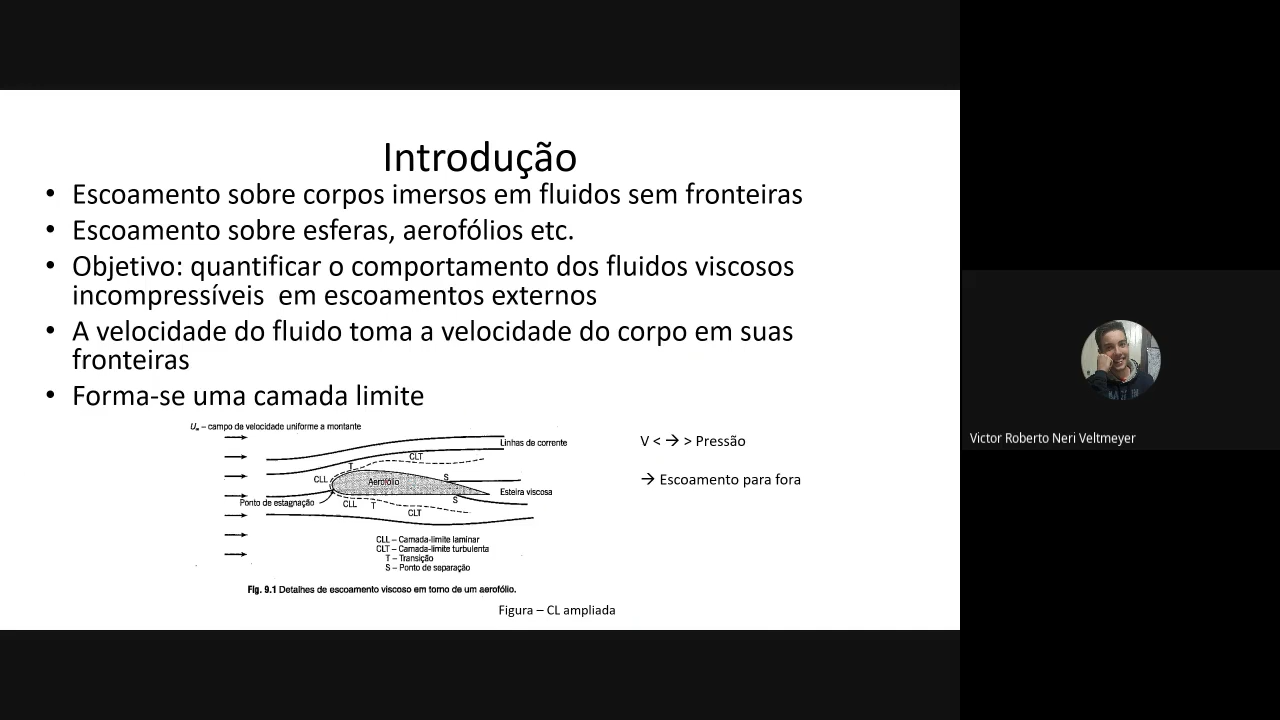 Introdução
• Escoamento sobre corpos imersos em fluidos sem fronteiras
• Escoamento sobre esferas, aerofólios etc.
• Objetivo: quantificar o comportamento dos fluidos viscosos
incompressíveis em escoamentos externos
• A velocidade do fluido toma a velocidade do corpo em suas
fronteiras
• Forma-se uma camada limite
U∞ – campo de velocidade uniforme a montante
Linhas de corrente
CLT
T
CLL
Aerofólio
S
Esteira viscosa
Ponto de estagnação
CLL
T
S
CLT
CLL – Camada-limite laminar
CLT – Camada-limite turbulenta
T – Transição
S – Ponto de separação
Fig. 9.1 Detalhes de escoamento viscoso em torno de um aerofólio.
Figura – CL ampliada
V < → > Pressão
→ Escoamento para fora
Victor Roberto Neri Veltmeyer